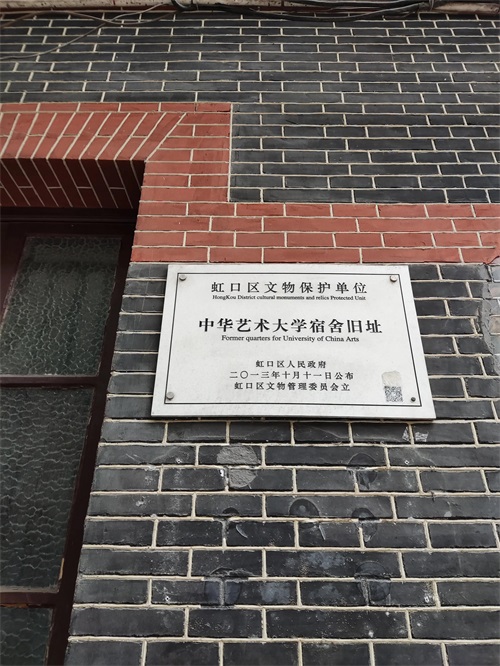 虹口区文物保护单位
HongKou District cultural monuments and relics Protected Unit
中华艺术大学宿舍旧址
Former quarters for University of China Arts
虹口区人民政府
二〇一三年十月十一日公布
虹口区文物管理委员会立